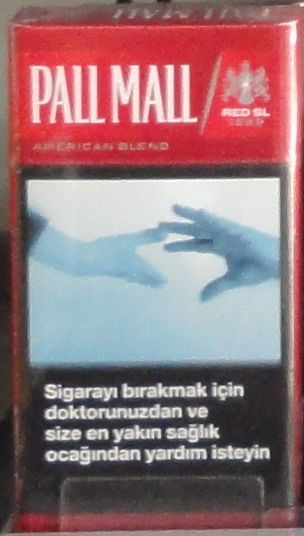 PALL MALL
RED SL
AMERICAN BLEND
Sigarayı bırakmak için
doktorunuzdan ve
size en yakın sağlık
ocağından yardım isteyin